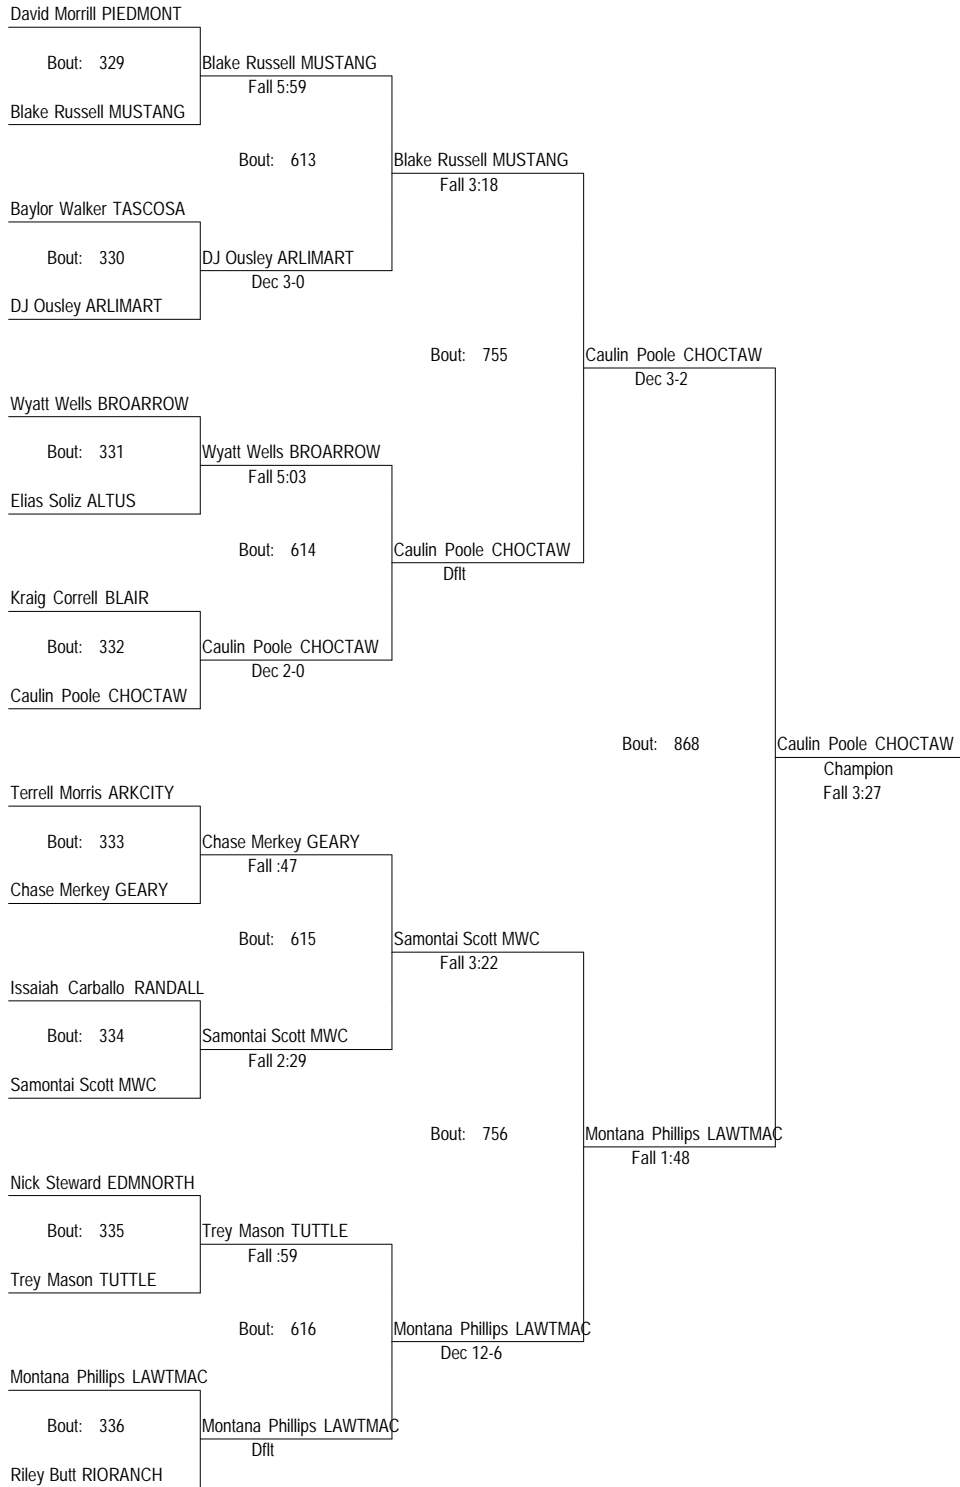 David Morrill PIEDMONT
Bout: 329
Blake Russell MUSTANG
Fall 5:59
Blake Russell MUSTANG
Bout: 613
Blake Russell MUSTANG
Fall 3:18
Baylor Walker TASCOSA
Bout: 330
DJ Ousley ARLIMART
Dec 3-0
DJ Ousley ARLIMART
Bout: 755
Caulin Poole CHOCTAW
Dec 3-2
Wyatt Wells BROARROW
Bout: 331
Wyatt Wells BROARROW
Fall 5:03
Elias Soliz ALTUS
Bout: 614
Caulin Poole CHOCTAW
Dflt
Kraig Correll BLAIR
Bout: 332
Caulin Poole CHOCTAW
Dec 2-0
Caulin Poole CHOCTAW
Bout: 868
Caulin Poole CHOCTAW
Champion
Fall 3:27
Terrell Morris ARKCITY
Bout: 333
Chase Merkey GEARY
Fall :47
Chase Merkey GEARY
Bout: 615
Samontai Scott MWC
Fall 3:22
Issaiah Carballo RANDALL
Bout: 334
Samontai Scott MWC
Fall 2:29
Samontai Scott MWC
Bout: 756
Montana Phillips LAWTMAC
Fall 1:48
Nick Steward EDMNORTH
Bout: 335
Trey Mason TUTTLE
Fall :59
Trey Mason TUTTLE
Bout: 616
Montana Phillips LAWTMAC
Dec 12-6
Montana Phillips LAWTMAC
Bout: 336
Montana Phillips LAWTMAC
Dflt
Riley Butt RIORANCH